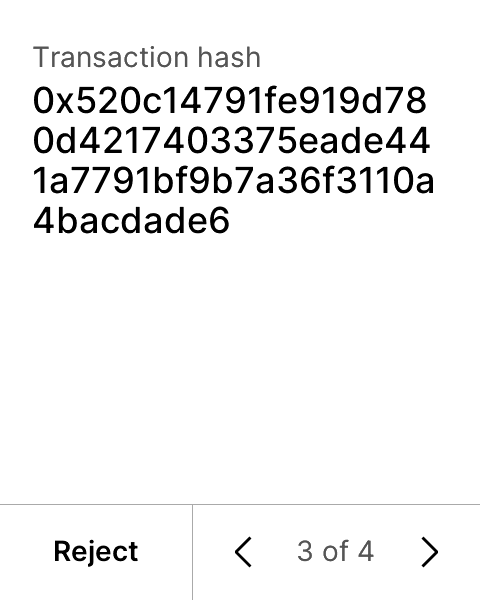 Transaction hash
0x520c14791fe919d78
0d4217403375eade44
1a7791bf9b7a36f3110a
4bacdade6
Reject
3 of 4